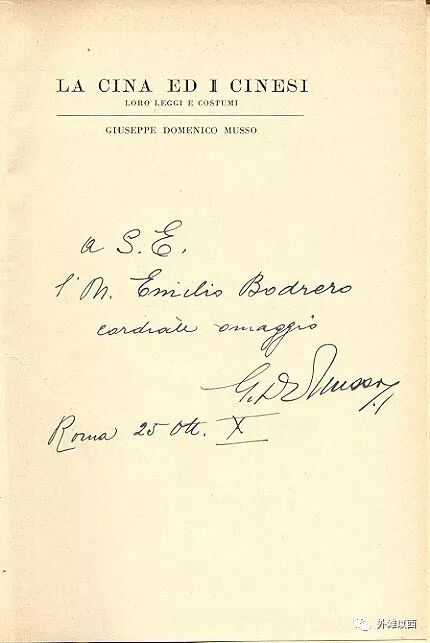 LA CINA ED I CINESI
LORO LEGGI E COSTUMI
GIUSEPPE DOMENICO MUSSO
a S.E.
l'On. Emilio Bodrero
cordiale omaggio
G.D. Musso
Roma 25 Ott. X
外滩以西